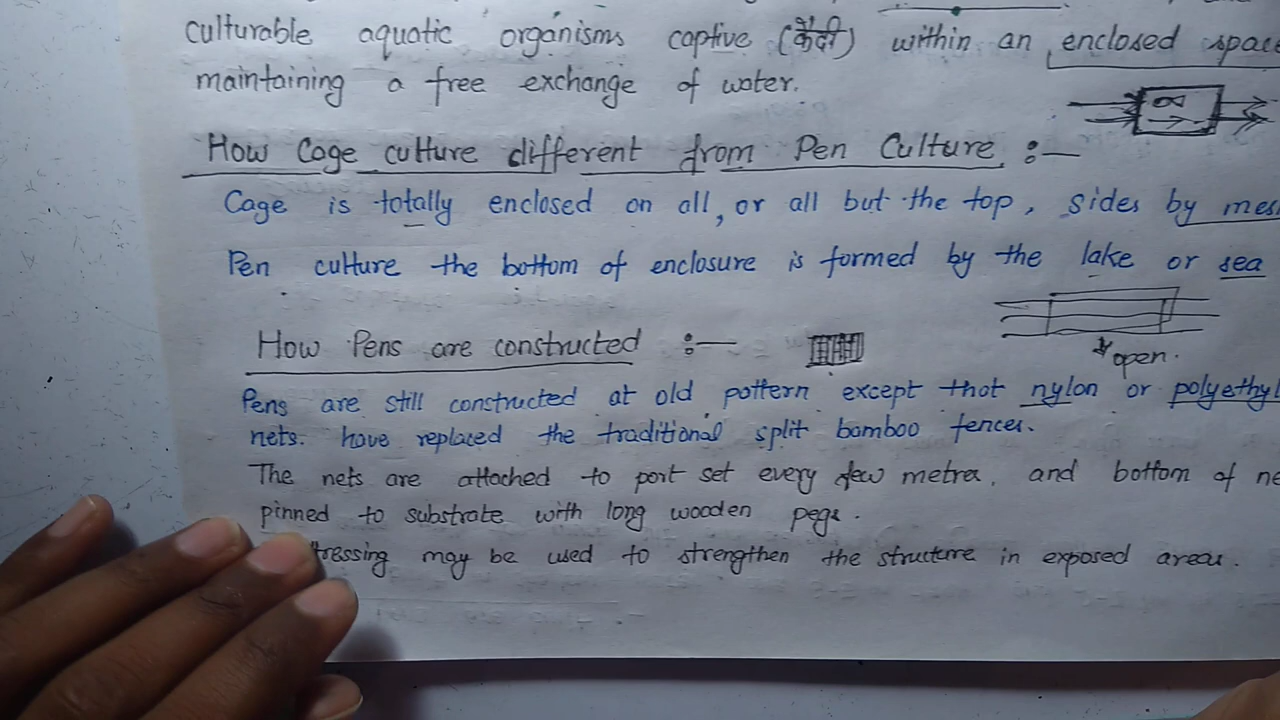 culturable aquatic organisms captive (कैदी) within an enclosed space
maintaining a free exchange of water.
How Cage culture different from Pen Culture :—
Cage is totally enclosed on all, or all but the top, sides by mes
Pen culture the bottom of enclosure is formed by the lake or sea
How Pens are constructed :—
open.
Pens are still constructed at old pattern except that nylon or polyethyl
nets. have replaced the traditional split bamboo fences.
The nets are attached to port set every few metres, and bottom of ne
pinned to substrate with long wooden pegs.
tressing may be used to strengthen the structure in exposed areas.